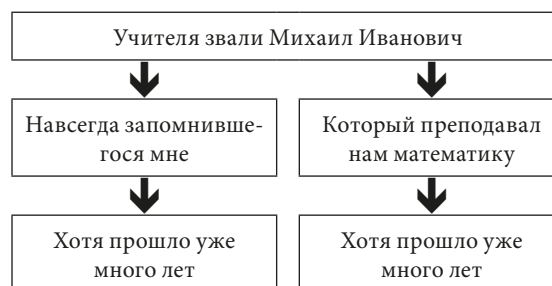 Учителя звали Михаил Иванович
Навсегда запомнивше-
гося мне
Который преподавал
нам математику
Хотя прошло уже
много лет
Хотя прошло уже
много лет